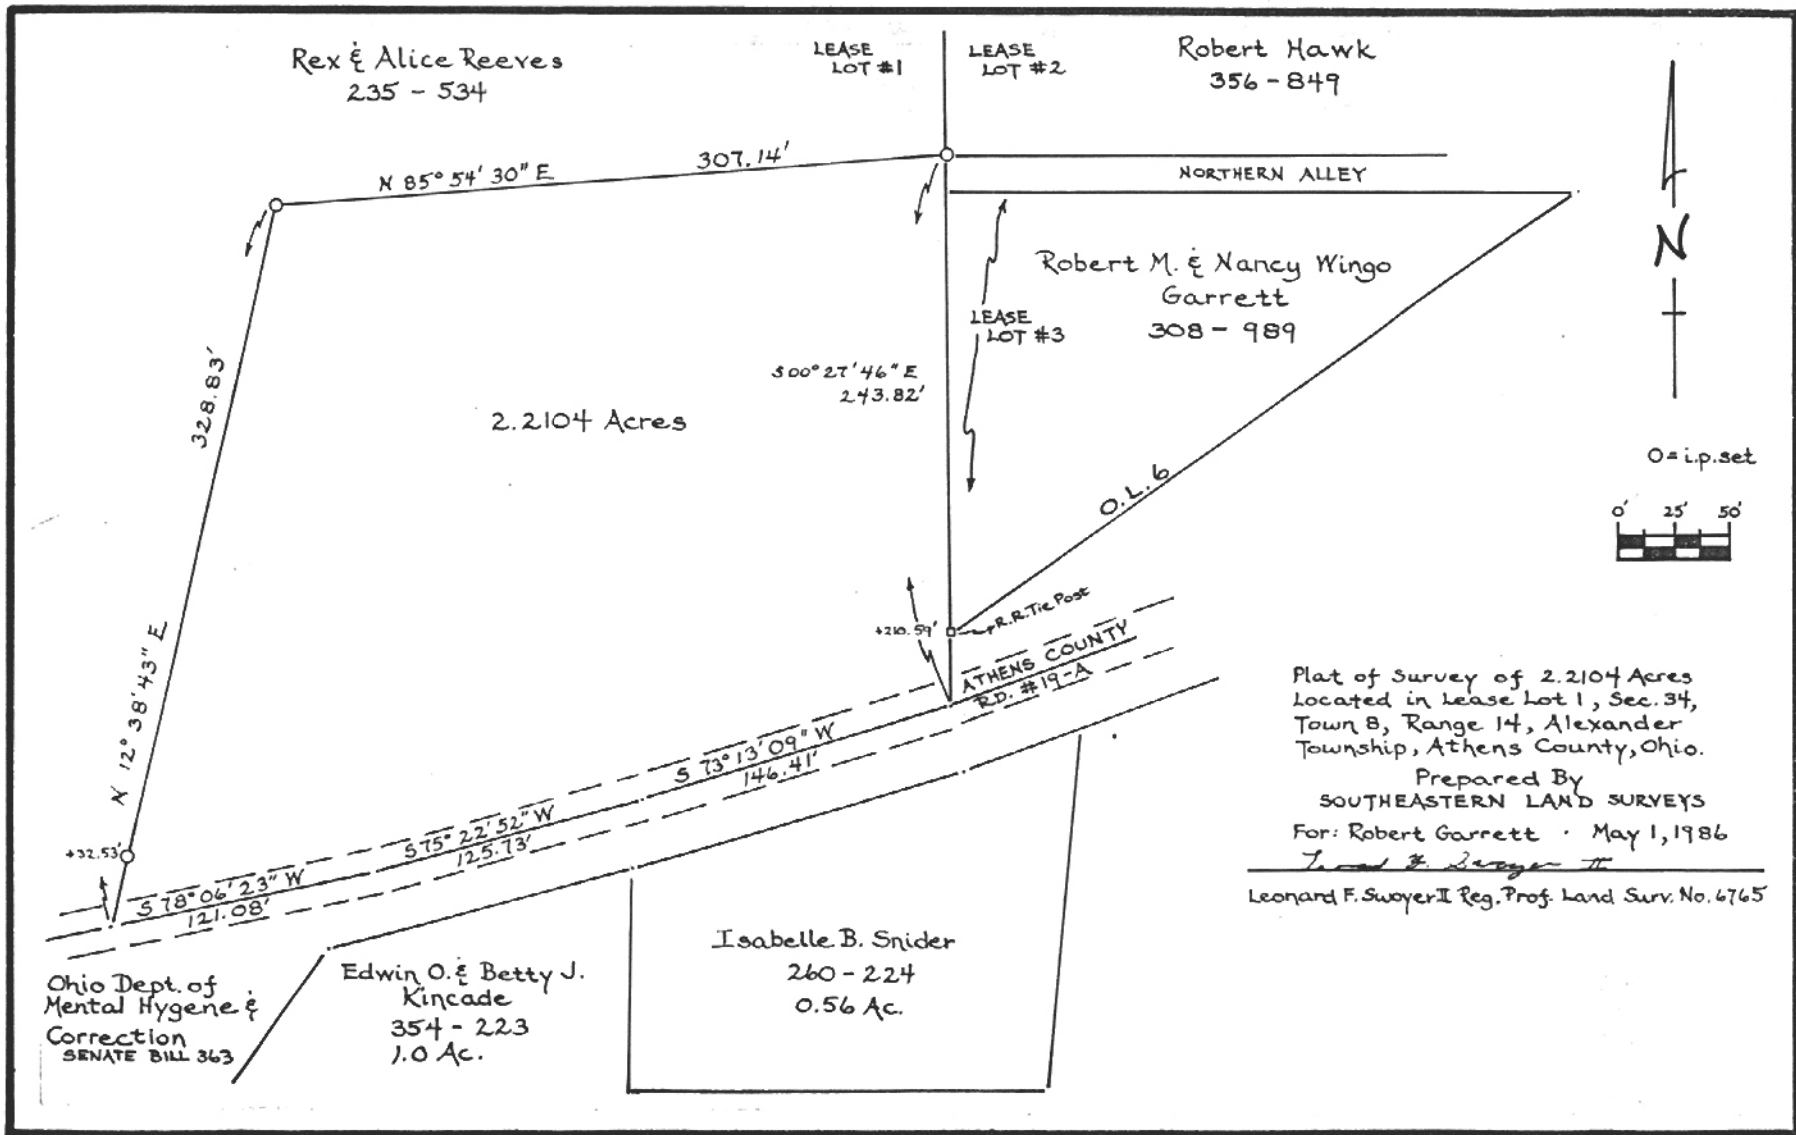 Rex & Alice Reeves
235 - 534
LEASE
LOT #1
LEASE
LOT #2
Robert Hawk
356 - 849
N 85° 54' 30" E
307.14'
NORTHERN ALLEY
N
Robert M. & Nancy Wingo
Garrett
308 - 989
LEASE
LOT #3
328.83'
N 12° 38' 43" E
S 00° 27' 46" E
243.82'
2.2104 Acres
O.L. 6
O = i.p. set
0' 25' 50'
+210.59'
R.R. Tie Post
ATHENS COUNTY
RD. #19-A
S 73° 13' 09" W
146.41'
S 75° 22' 52" W
125.73'
+32.53'
S 78° 06' 23" W
121.08'
Plat of Survey of 2.2104 Acres
Located in Lease Lot 1, Sec. 34,
Town 8, Range 14, Alexander
Township, Athens County, Ohio.
Prepared By
SOUTHEASTERN LAND SURVEYS
For: Robert Garrett · May 1, 1986
Leonard F. Swoyer II
Leonard F. Swoyer II Reg. Prof. Land Surv. No. 6765
Ohio Dept. of
Mental Hygene &
Correction
SENATE BILL 363
Edwin O. & Betty J.
Kincade
354 - 223
1.0 Ac.
Isabelle B. Snider
260 - 224
0.56 Ac.